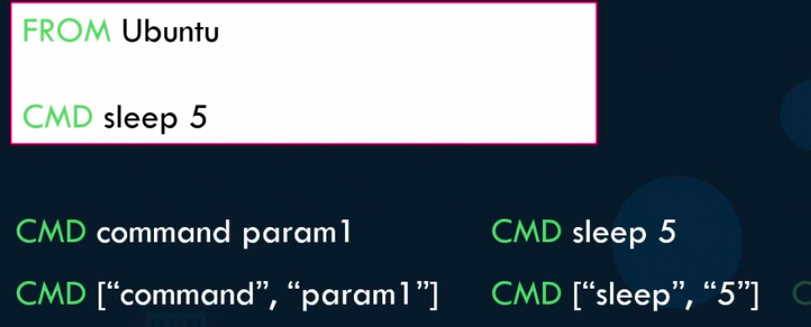 FROM Ubuntu
CMD sleep 5
CMD command param1
CMD sleep 5
CMD [“command”, “param1”]
CMD [“sleep”, “5”]